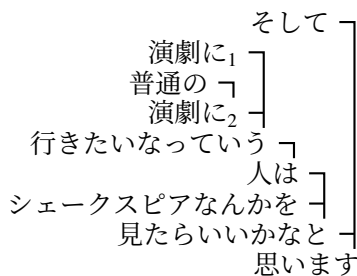 そして
演劇に1
普通の
演劇に2
行きたいなっていう
人は
シェークスピアなんかを
見たらいいかなと
思います